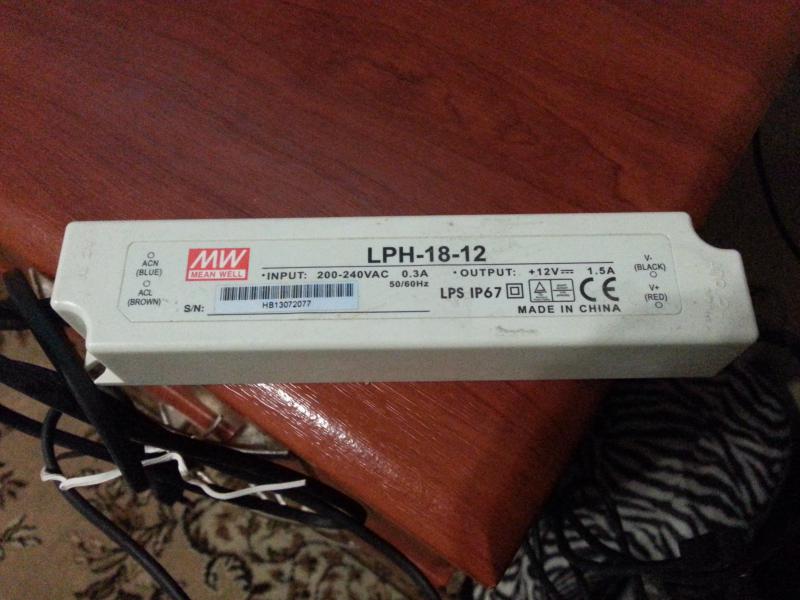 LPH-18-12
MW
MEAN WELL
ACN
(BLUE)
ACL
(BROWN)
•INPUT: 200-240VAC 0.3A
50/60Hz
•OUTPUT: +12V⎓ 1.5A
S/N:
HB13072077
LPS IP67
CE
MADE IN CHINA
V-
(BLACK)
V+
(RED)